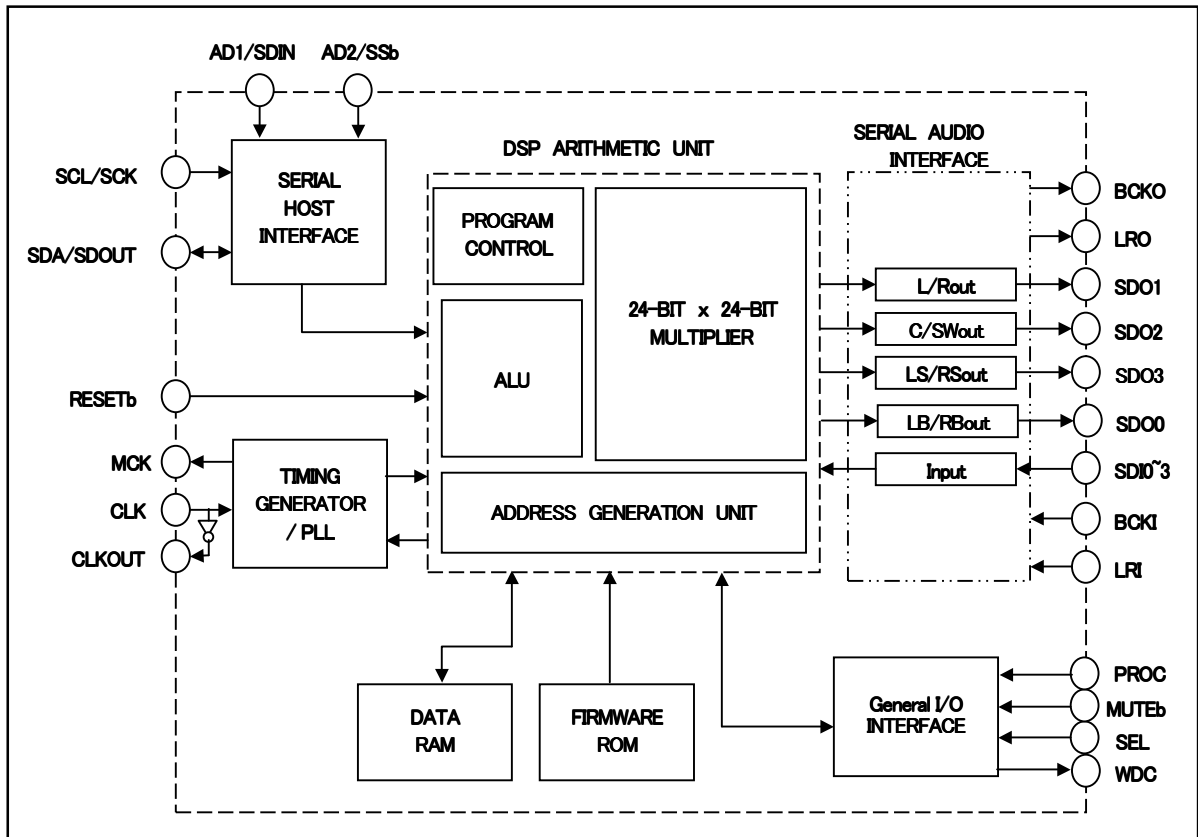 AD1/SDIN
AD2/SSb
SCL/SCK
SDA/SDOUT
RESETb
MCK
CLK
CLKOUT
SERIAL
HOST
INTERFACE
TIMING
GENERATOR
/ PLL
DSP ARITHMETIC UNIT
PROGRAM
CONTROL
ALU
24-BIT x 24-BIT
MULTIPLIER
ADDRESS GENERATION UNIT
DATA
RAM
FIRMWARE
ROM
SERIAL AUDIO
INTERFACE
L/Rout
C/SWout
LS/RSout
LB/RBout
Input
General I/O
INTERFACE
BCKO
LRO
SDO1
SDO2
SDO3
SDO0
SDI0~3
BCKI
LRI
PROC
MUTEb
SEL
WDC